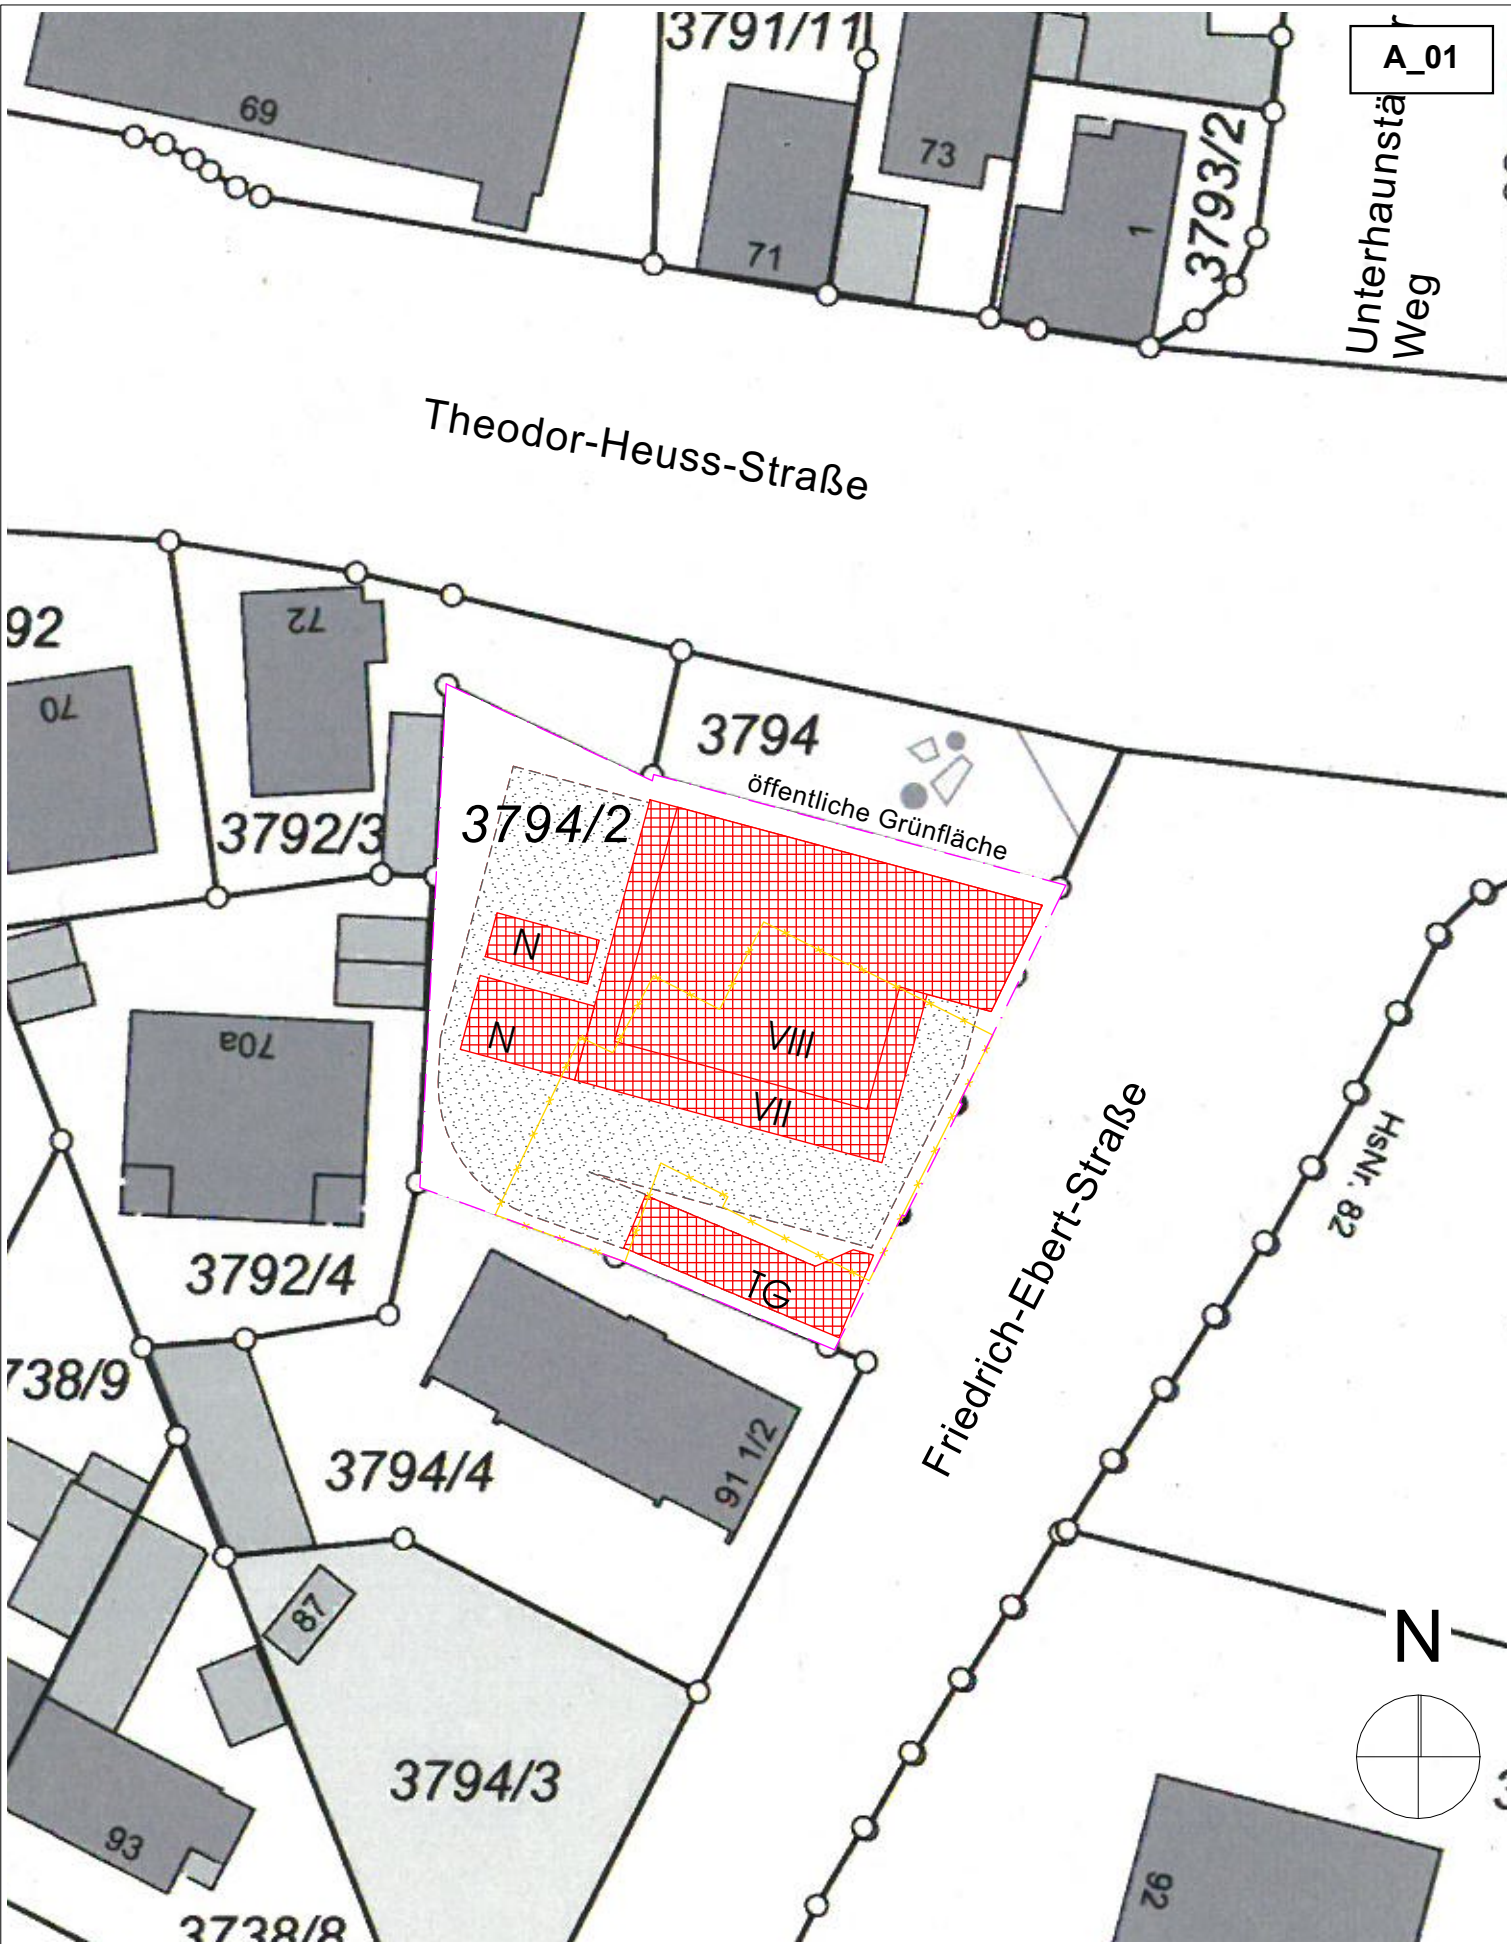 3791/11
A_01
69
73
3793/2
1
71
Unterhaunstä
Weg
Theodor-Heuss-Straße
92
72
70
3794
öffentliche Grünfläche
3792/3
3794/2
N
N
VIII
VII
70a
TG
Friedrich-Ebert-Straße
HsNr. 82
3792/4
738/9
3794/4
91 1/2
87
N
3794/3
93
92
3738/8